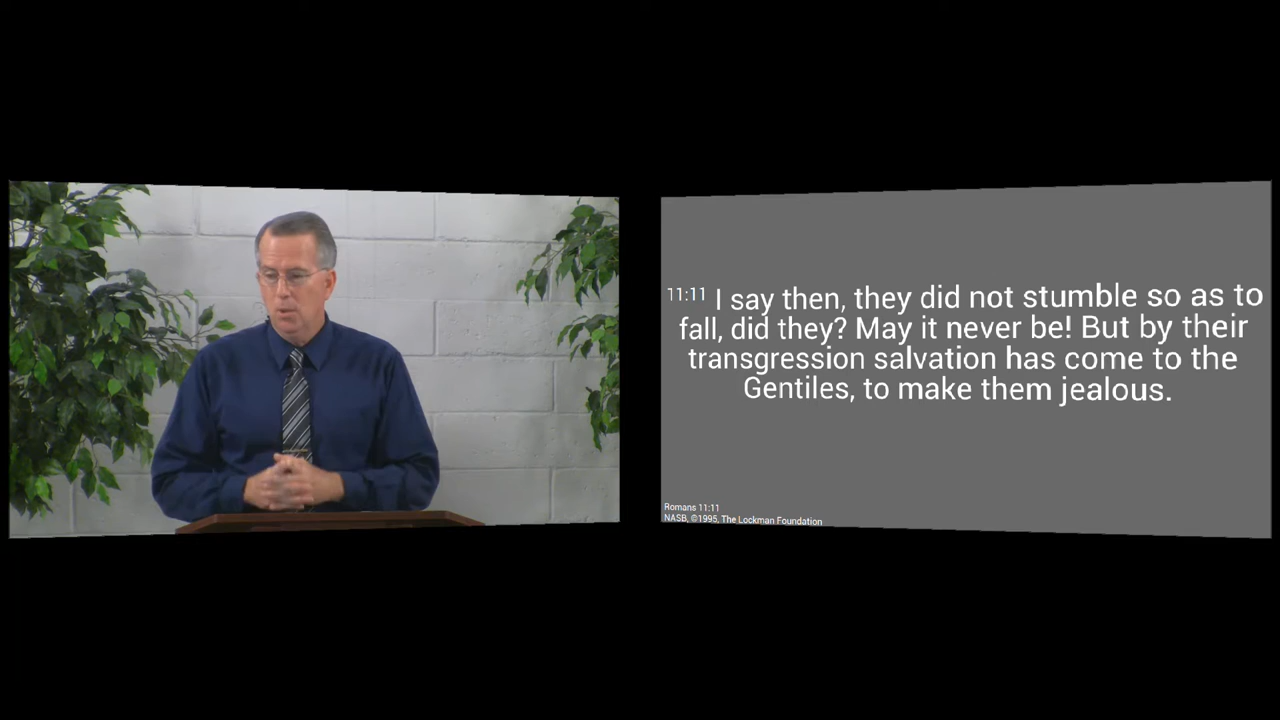 11:11 I say then, they did not stumble so as to
fall, did they? May it never be! But by their
transgression salvation has come to the
Gentiles, to make them jealous.
Romans 11:11
NASB, ©1995, The Lockman Foundation